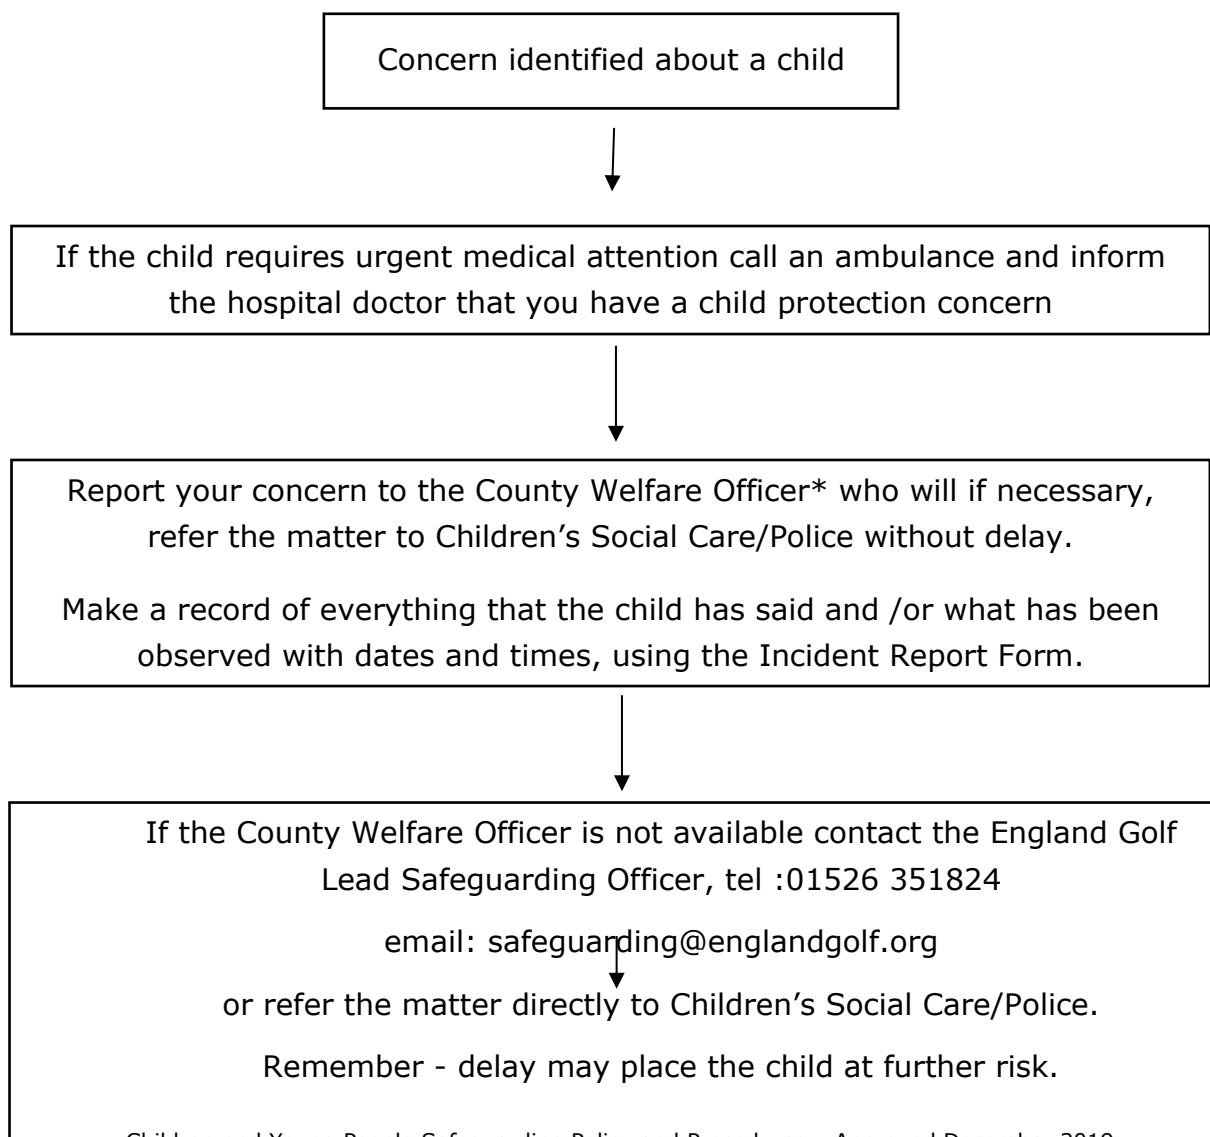 Concern identified about a child
If the child requires urgent medical attention call an ambulance and inform
the hospital doctor that you have a child protection concern
Report your concern to the County Welfare Officer* who will if necessary,
refer the matter to Children’s Social Care/Police without delay.
Make a record of everything that the child has said and /or what has been
observed with dates and times, using the Incident Report Form.
If the County Welfare Officer is not available contact the England Golf
Lead Safeguarding Officer, tel :01526 351824
email: safeguarding@englandgolf.org
or refer the matter directly to Children’s Social Care/Police.
Remember - delay may place the child at further risk.